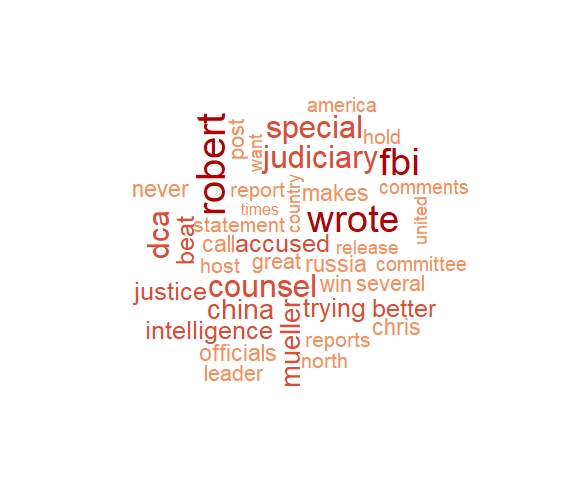 america
special
hold
post
want
judiciary
fbi
robert
never
report
country
makes
comments
times
wrote
united
dca
beat
statement
call
accused
release
host
great
russia
committee
justice
counsel
win
several
china
mueller
trying
better
intelligence
chris
officials
reports
leader
north